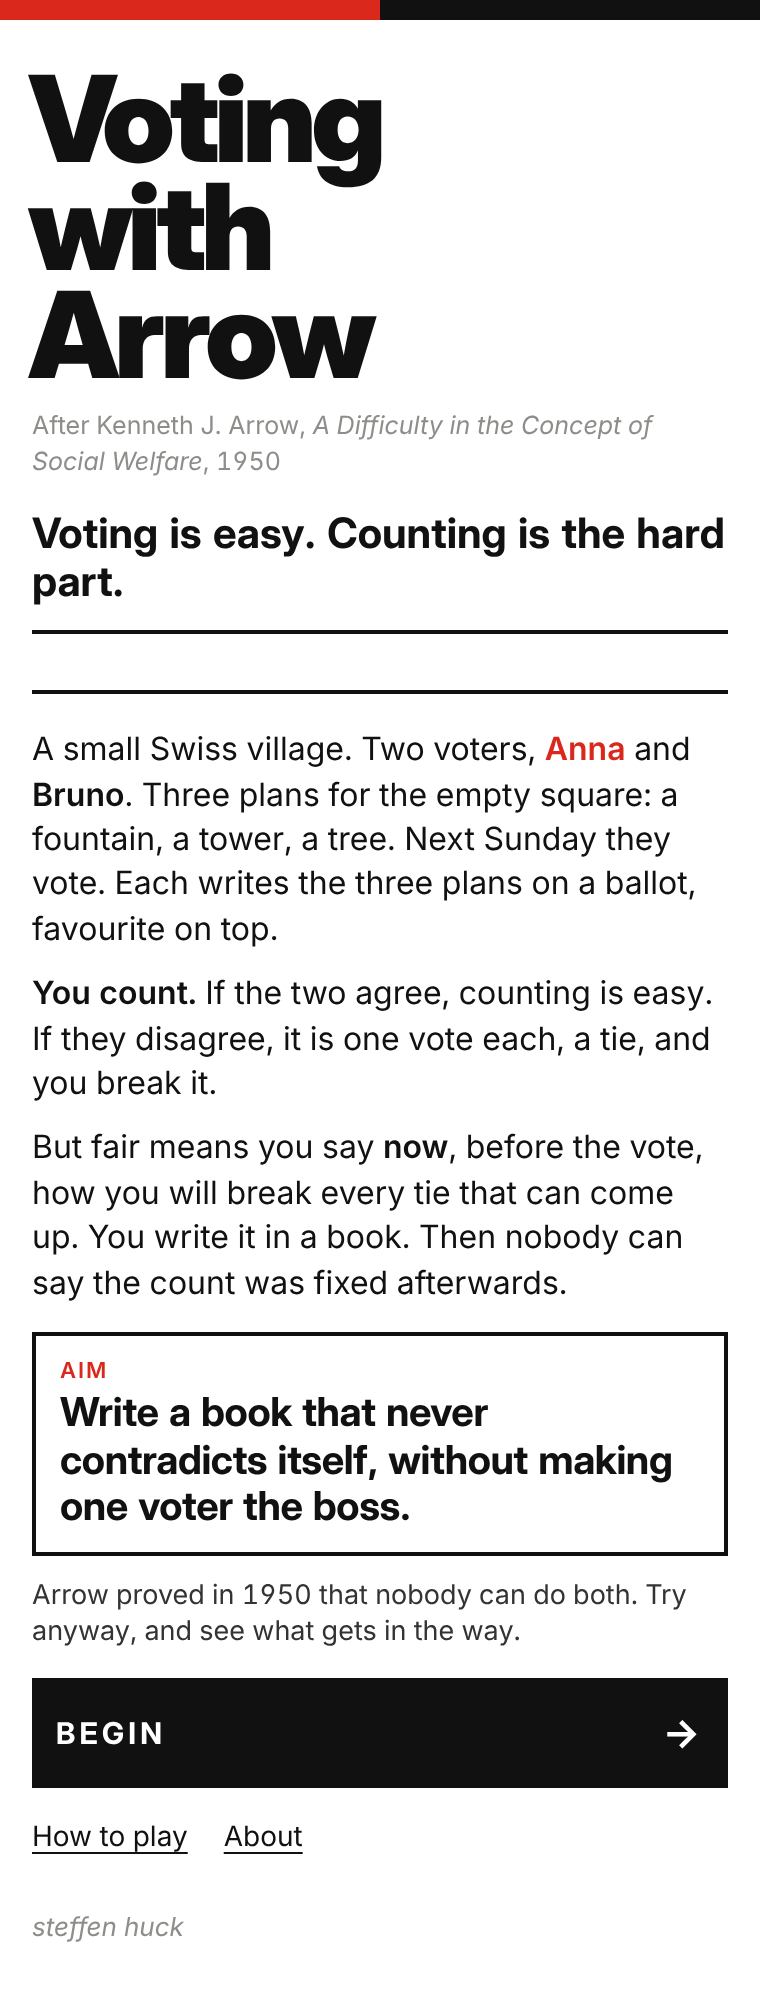 Voting
with
Arrow
After Kenneth J. Arrow, A Difficulty in the Concept of
Social Welfare, 1950
Voting is easy. Counting is the hard
part.
A small Swiss village. Two voters, Anna and
Bruno. Three plans for the empty square: a
fountain, a tower, a tree. Next Sunday they
vote. Each writes the three plans on a ballot,
favourite on top.
You count. If the two agree, counting is easy.
If they disagree, it is one vote each, a tie, and
you break it.
But fair means you say now, before the vote,
how you will break every tie that can come
up. You write it in a book. Then nobody can
say the count was fixed afterwards.
AIM
Write a book that never
contradicts itself, without making
one voter the boss.
Arrow proved in 1950 that nobody can do both. Try
anyway, and see what gets in the way.
BEGIN →
How to play About
steffen huck